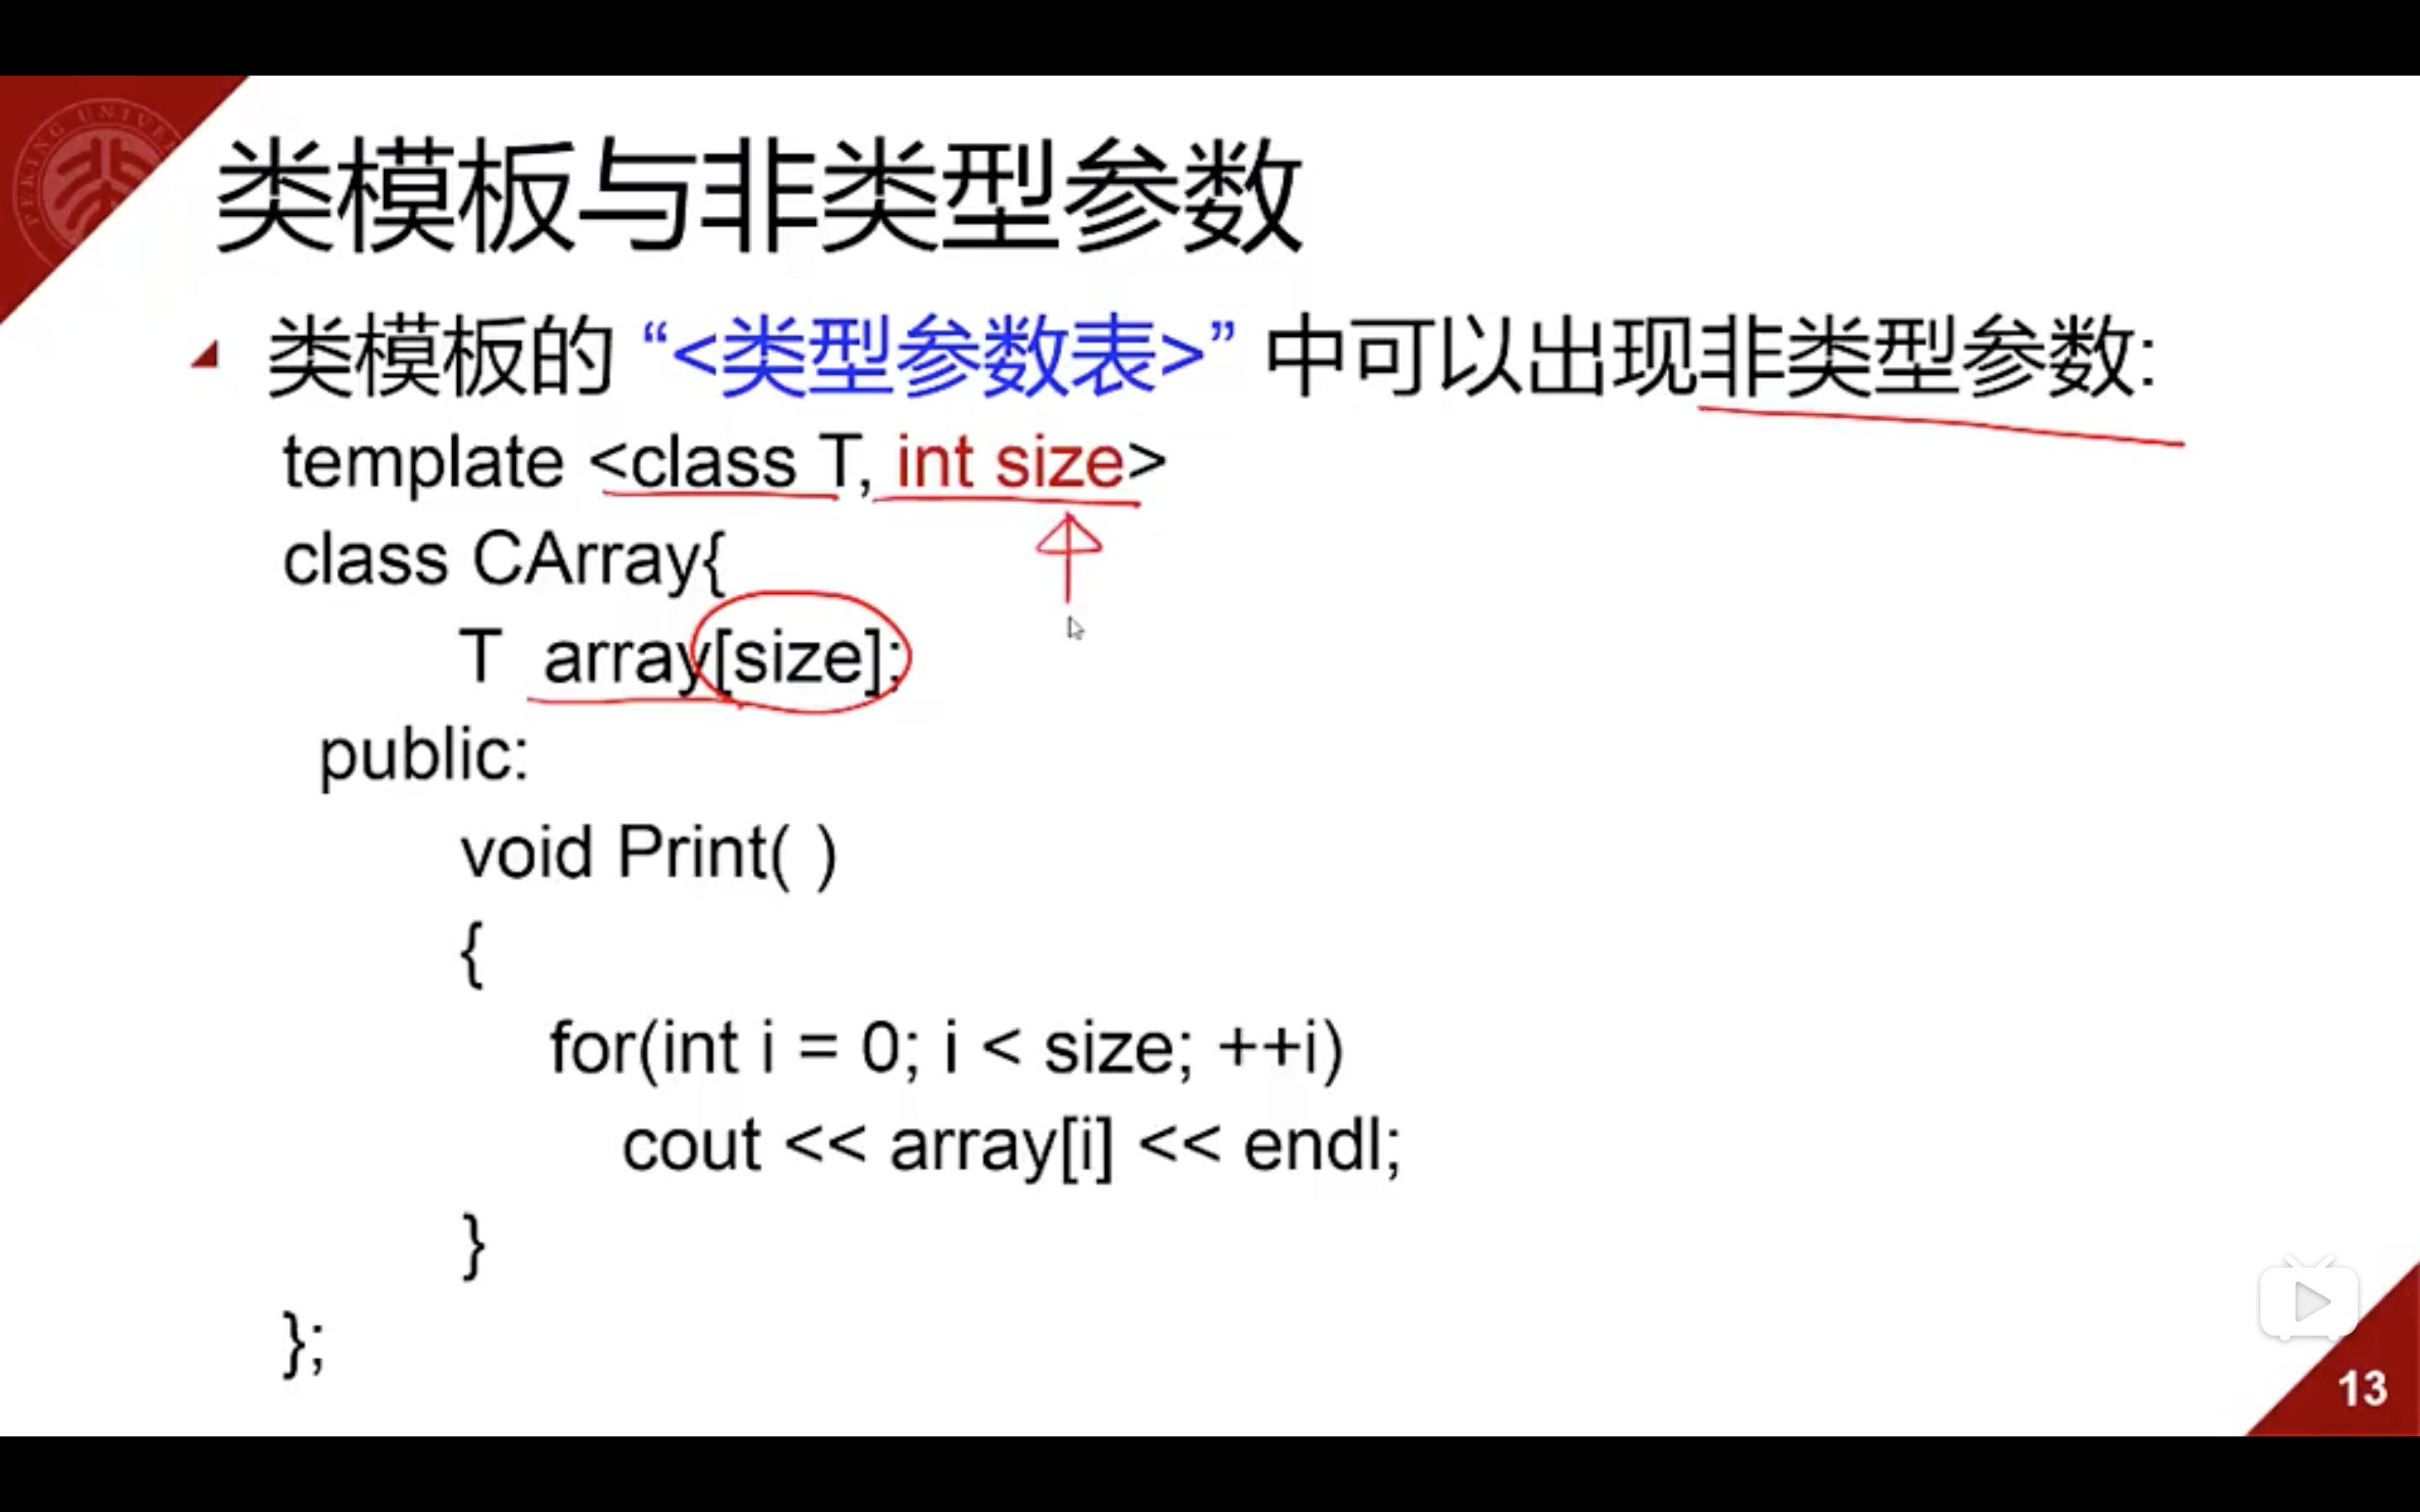 类模板与非类型参数
类模板的 “<类型参数表>” 中可以出现非类型参数:
template <class T, int size>
class CArray{
T array[size];
public:
void Print( )
{
for(int i = 0; i < size; ++i)
cout << array[i] << endl;
}
};
13